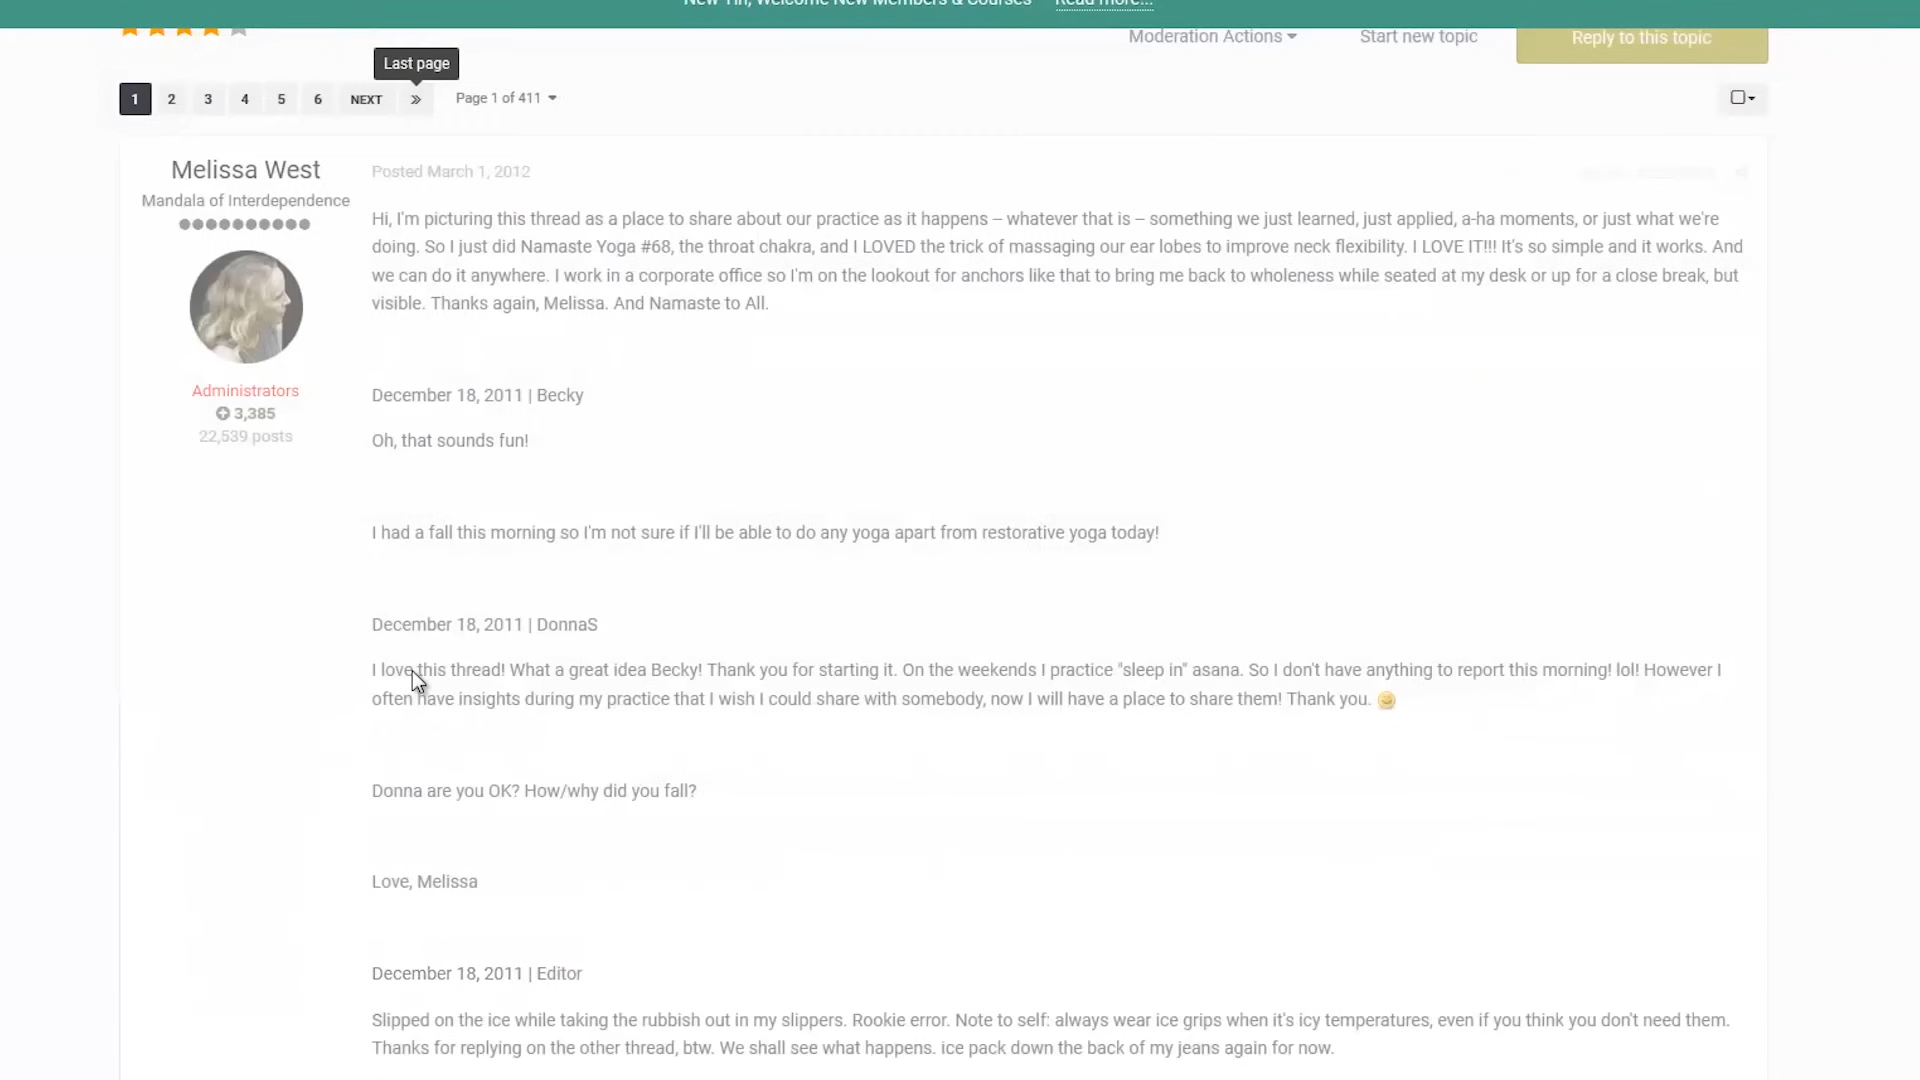 New Yin, Welcome New Members & Courses Read more...
Moderation Actions Start new topic Reply to this topic
Last page
1 2 3 4 5 6 NEXT » Page 1 of 411
Melissa West
Mandala of Interdependence
Administrators
3,385
22,539 posts
Posted March 1, 2012
Hi, I'm picturing this thread as a place to share about our practice as it happens – whatever that is – something we just learned, just applied, a-ha moments, or just what we're
doing. So I just did Namaste Yoga #68, the throat chakra, and I LOVED the trick of massaging our ear lobes to improve neck flexibility. I LOVE IT!!! It's so simple and it works. And
we can do it anywhere. I work in a corporate office so I'm on the lookout for anchors like that to bring me back to wholeness while seated at my desk or up for a close break, but
visible. Thanks again, Melissa. And Namaste to All.
December 18, 2011 | Becky
Oh, that sounds fun!
I had a fall this morning so I'm not sure if I'll be able to do any yoga apart from restorative yoga today!
December 18, 2011 | DonnaS
I love this thread! What a great idea Becky! Thank you for starting it. On the weekends I practice "sleep in" asana. So I don't have anything to report this morning! lol! However I
often have insights during my practice that I wish I could share with somebody, now I will have a place to share them! Thank you.
Donna are you OK? How/why did you fall?
Love, Melissa
December 18, 2011 | Editor
Slipped on the ice while taking the rubbish out in my slippers. Rookie error. Note to self: always wear ice grips when it's icy temperatures, even if you think you don't need them.
Thanks for replying on the other thread, btw. We shall see what happens. ice pack down the back of my jeans again for now.